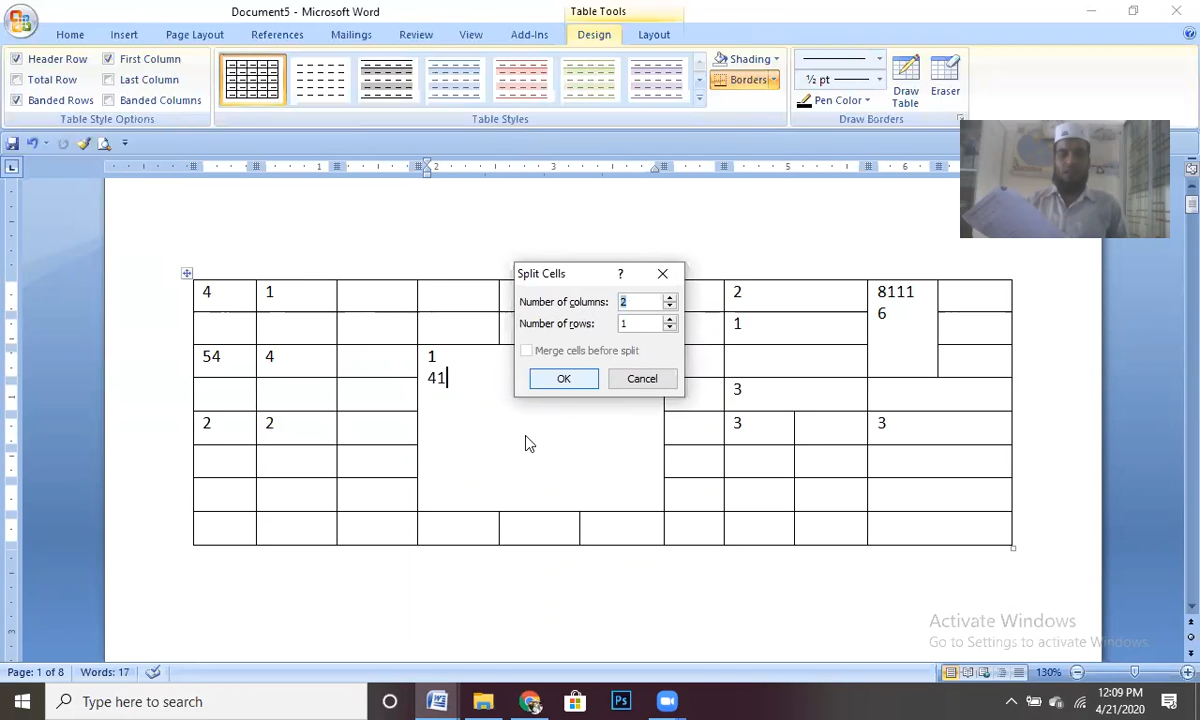 Document5 - Microsoft Word
Table Tools
Home Insert Page Layout References Mailings Review View Add-Ins Design Layout
Header Row First Column
Total Row Last Column
Banded Rows Banded Columns
Table Style Options
Table Styles
Shading
Borders
½ pt
Pen Color
Draw Table
Eraser
Draw Borders
1 2 3 5 6
Split Cells ?
Number of columns: 2
Number of rows: 1
Merge cells before split
OK Cancel
4 1 2 8111
6
1
54 4 1
41
3
2 2 3 3
Activate Windows
Go to Settings to activate Windows.
Page: 1 of 8 Words: 17 130%
Type here to search
12:09 PM
4/21/2020